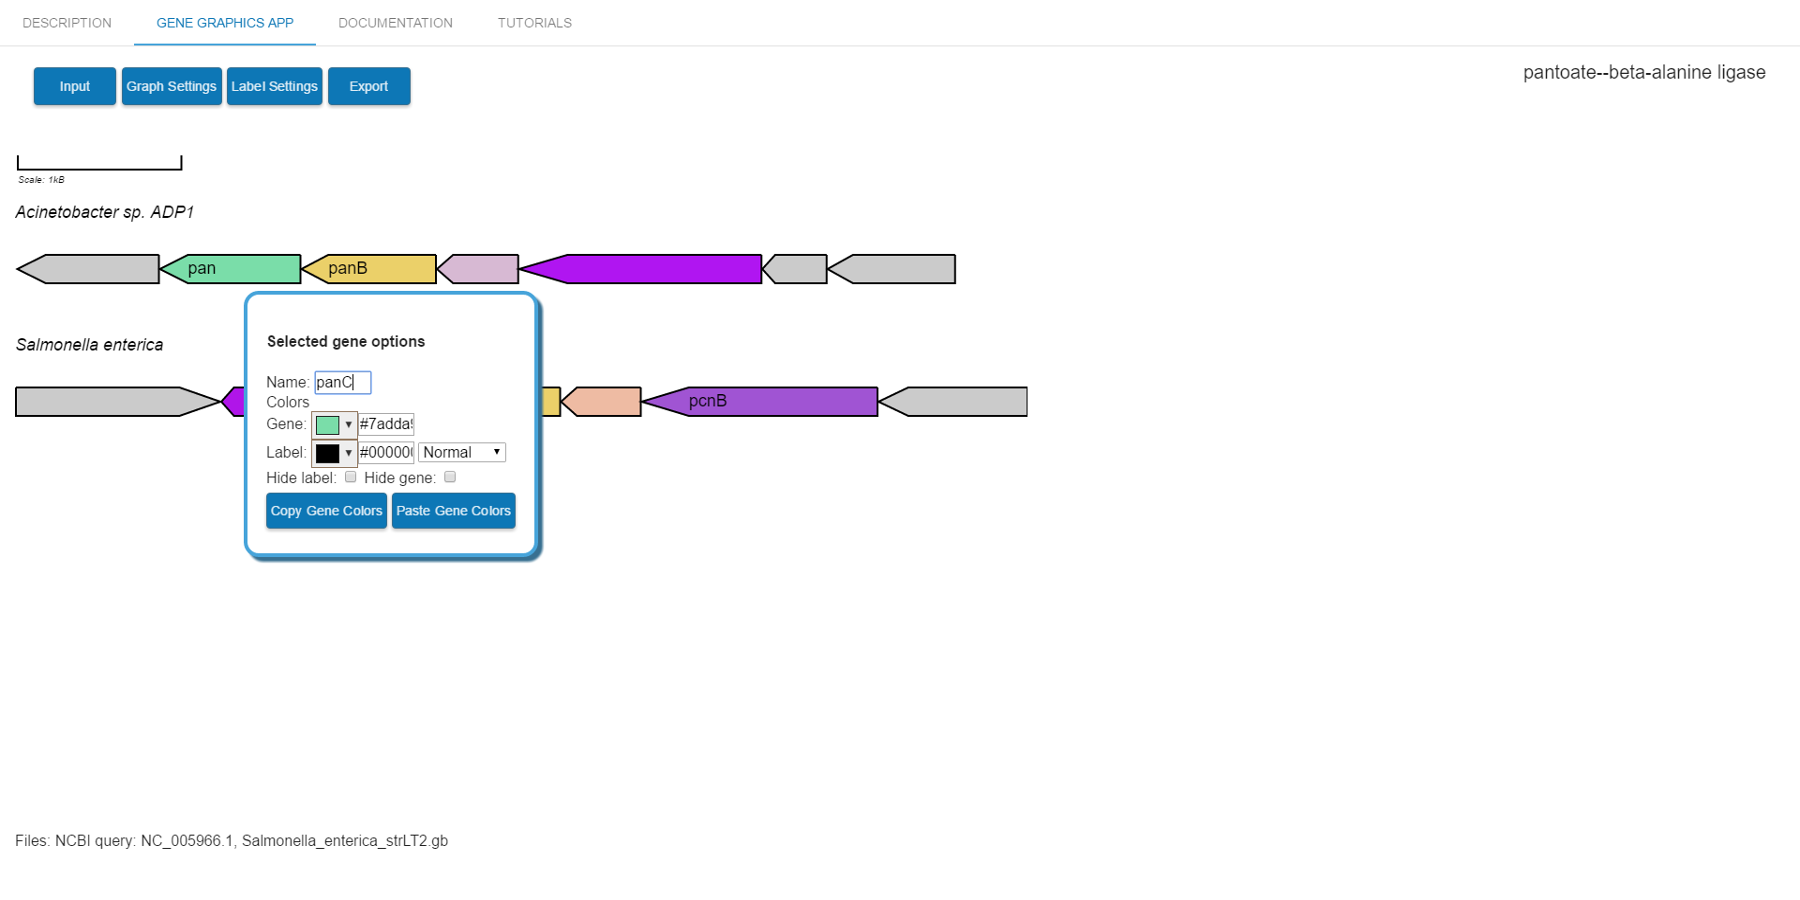 DESCRIPTION GENE GRAPHICS APP DOCUMENTATION TUTORIALS
Input Graph Settings Label Settings Export
pantoate--beta-alanine ligase
Scale: 1kB
Acinetobacter sp. ADP1
pan panB
Salmonella enterica
pcnB
Selected gene options
Name: panC
Colors
Gene: #7adda
Label: #00000 Normal
Hide label: Hide gene:
Copy Gene Colors Paste Gene Colors
Files: NCBI query: NC_005966.1, Salmonella_enterica_strLT2.gb